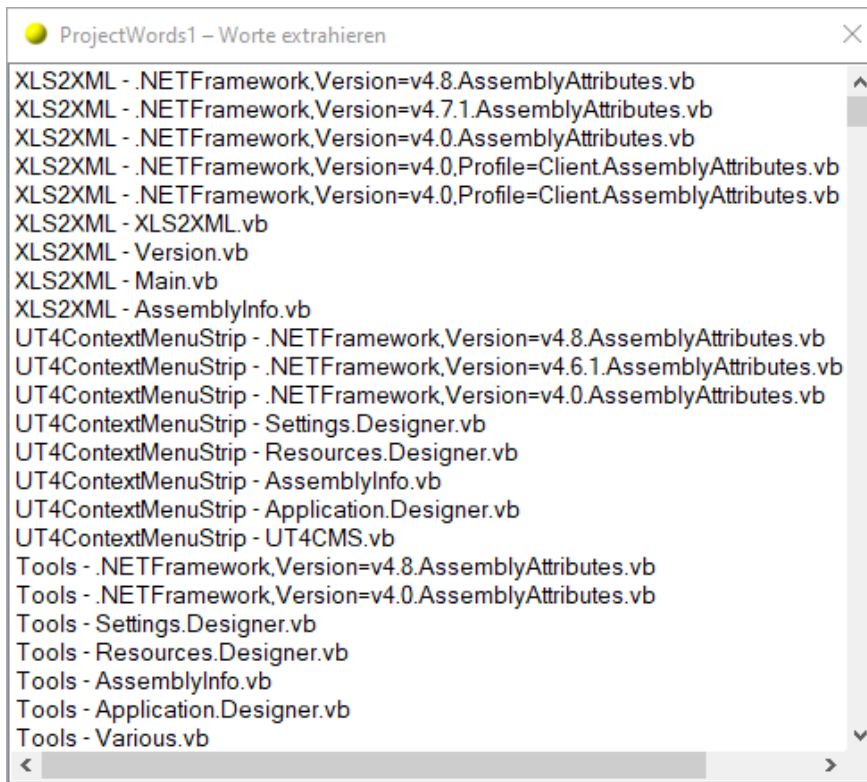 ProjectWords1 – Worte extrahieren
XLS2XML - .NETFramework,Version=v4.8.AssemblyAttributes.vb
XLS2XML - .NETFramework,Version=v4.7.1.AssemblyAttributes.vb
XLS2XML - .NETFramework,Version=v4.0.AssemblyAttributes.vb
XLS2XML - .NETFramework,Version=v4.0,Profile=Client.AssemblyAttributes.vb
XLS2XML - .NETFramework,Version=v4.0,Profile=Client.AssemblyAttributes.vb
XLS2XML - XLS2XML.vb
XLS2XML - Version.vb
XLS2XML - Main.vb
XLS2XML - AssemblyInfo.vb
UT4ContextMenuStrip - .NETFramework,Version=v4.8.AssemblyAttributes.vb
UT4ContextMenuStrip - .NETFramework,Version=v4.6.1.AssemblyAttributes.vb
UT4ContextMenuStrip - .NETFramework,Version=v4.0.AssemblyAttributes.vb
UT4ContextMenuStrip - Settings.Designer.vb
UT4ContextMenuStrip - Resources.Designer.vb
UT4ContextMenuStrip - AssemblyInfo.vb
UT4ContextMenuStrip - Application.Designer.vb
UT4ContextMenuStrip - UT4CMS.vb
Tools - .NETFramework,Version=v4.8.AssemblyAttributes.vb
Tools - .NETFramework,Version=v4.0.AssemblyAttributes.vb
Tools - Settings.Designer.vb
Tools - Resources.Designer.vb
Tools - AssemblyInfo.vb
Tools - Application.Designer.vb
Tools - Various.vb